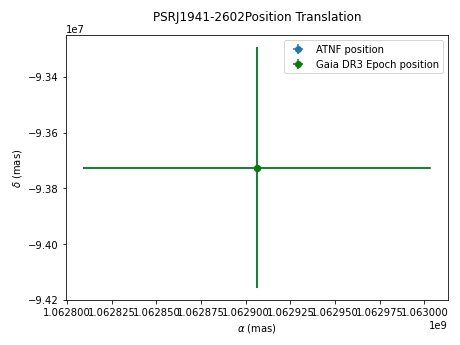 PSRJ1941-2602Position Translation
1e7
ATNF position
Gaia DR3 Epoch position
−9.34
−9.36
−9.38
−9.40
−9.42
δ (mas)
1.062800 1.062825 1.062850 1.062875 1.062900 1.062925 1.062950 1.062975 1.063000
α (mas)
1e9